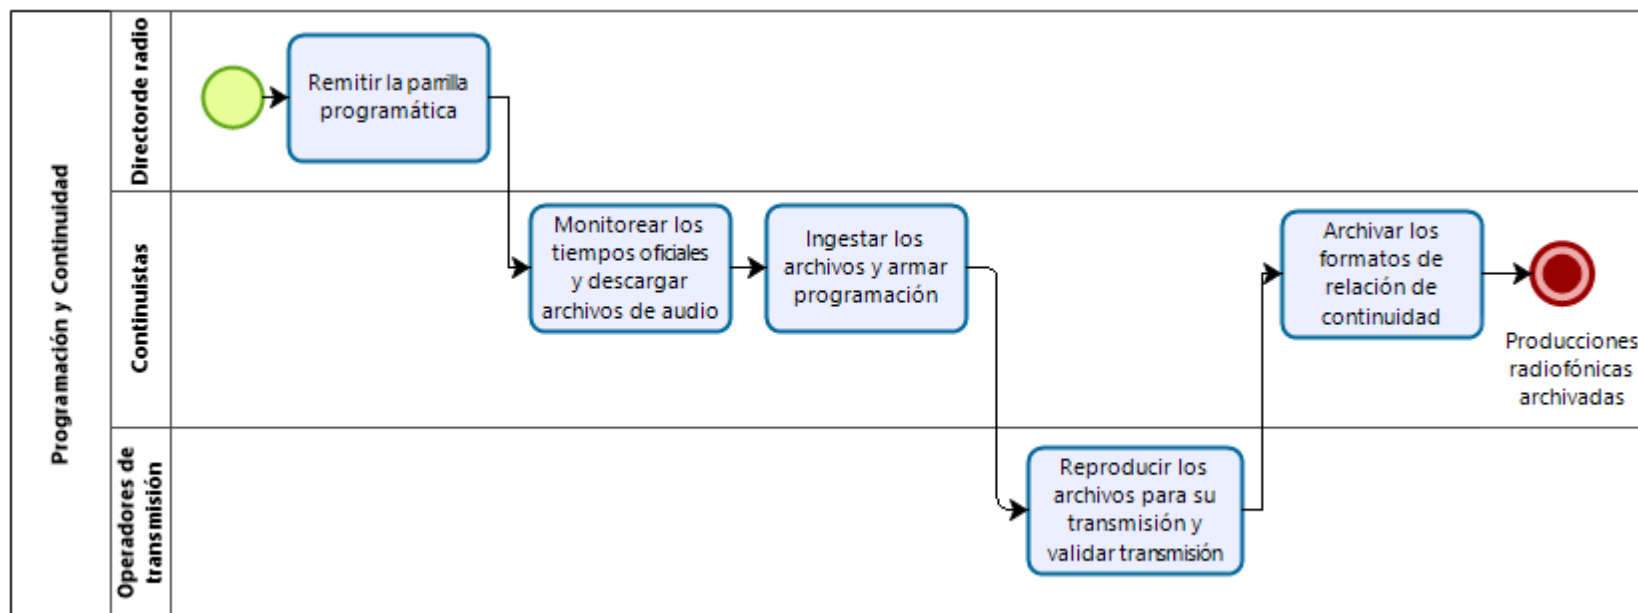 Programación y Continuidad
Directorde radio
Remitir la parrilla
programática
Continuistas
Monitorear los
tiempos oficiales
y descargar
archivos de audio
Ingestar los
archivos y armar
programación
Archivar los
formatos de
relación de
continuidad
Producciones
radiofónicas
archivadas
Operadores de
transmisión
Reproducir los
archivos para su
transmisión y
validar transmisión